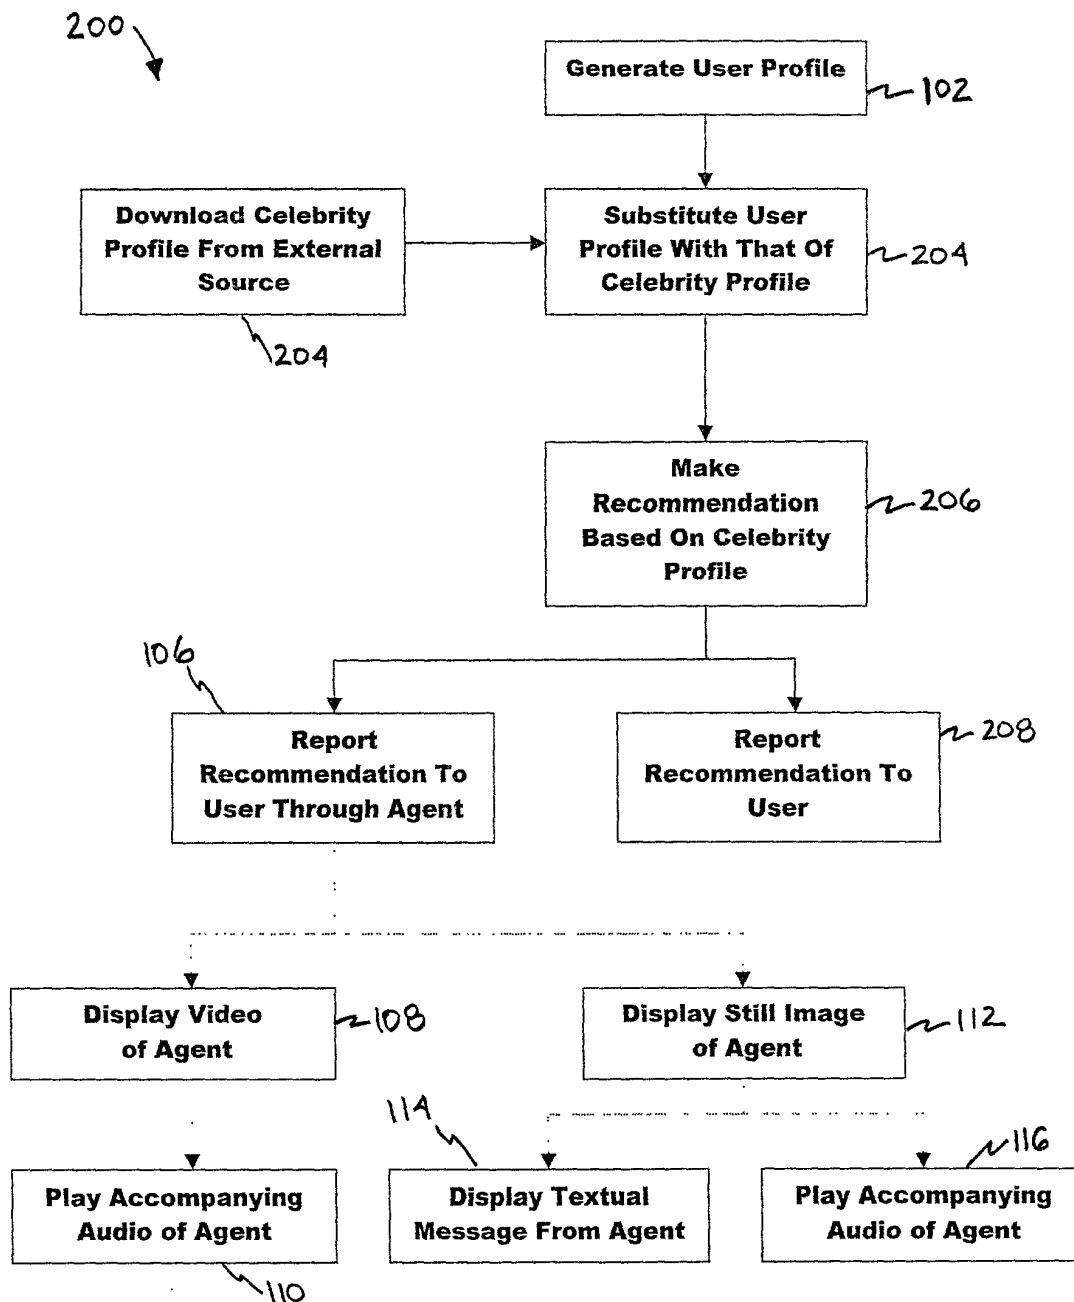 200
Generate User Profile
102
Download Celebrity
Profile From External
Source
204
Substitute User
Profile With That Of
Celebrity Profile
204
Make
Recommendation
Based On Celebrity
Profile
206
106
Report
Recommendation To
User Through Agent
Report
Recommendation To
User
208
Display Video
of Agent
108
Display Still Image
of Agent
112
114
116
Play Accompanying
Audio of Agent
110
Display Textual
Message From Agent
Play Accompanying
Audio of Agent